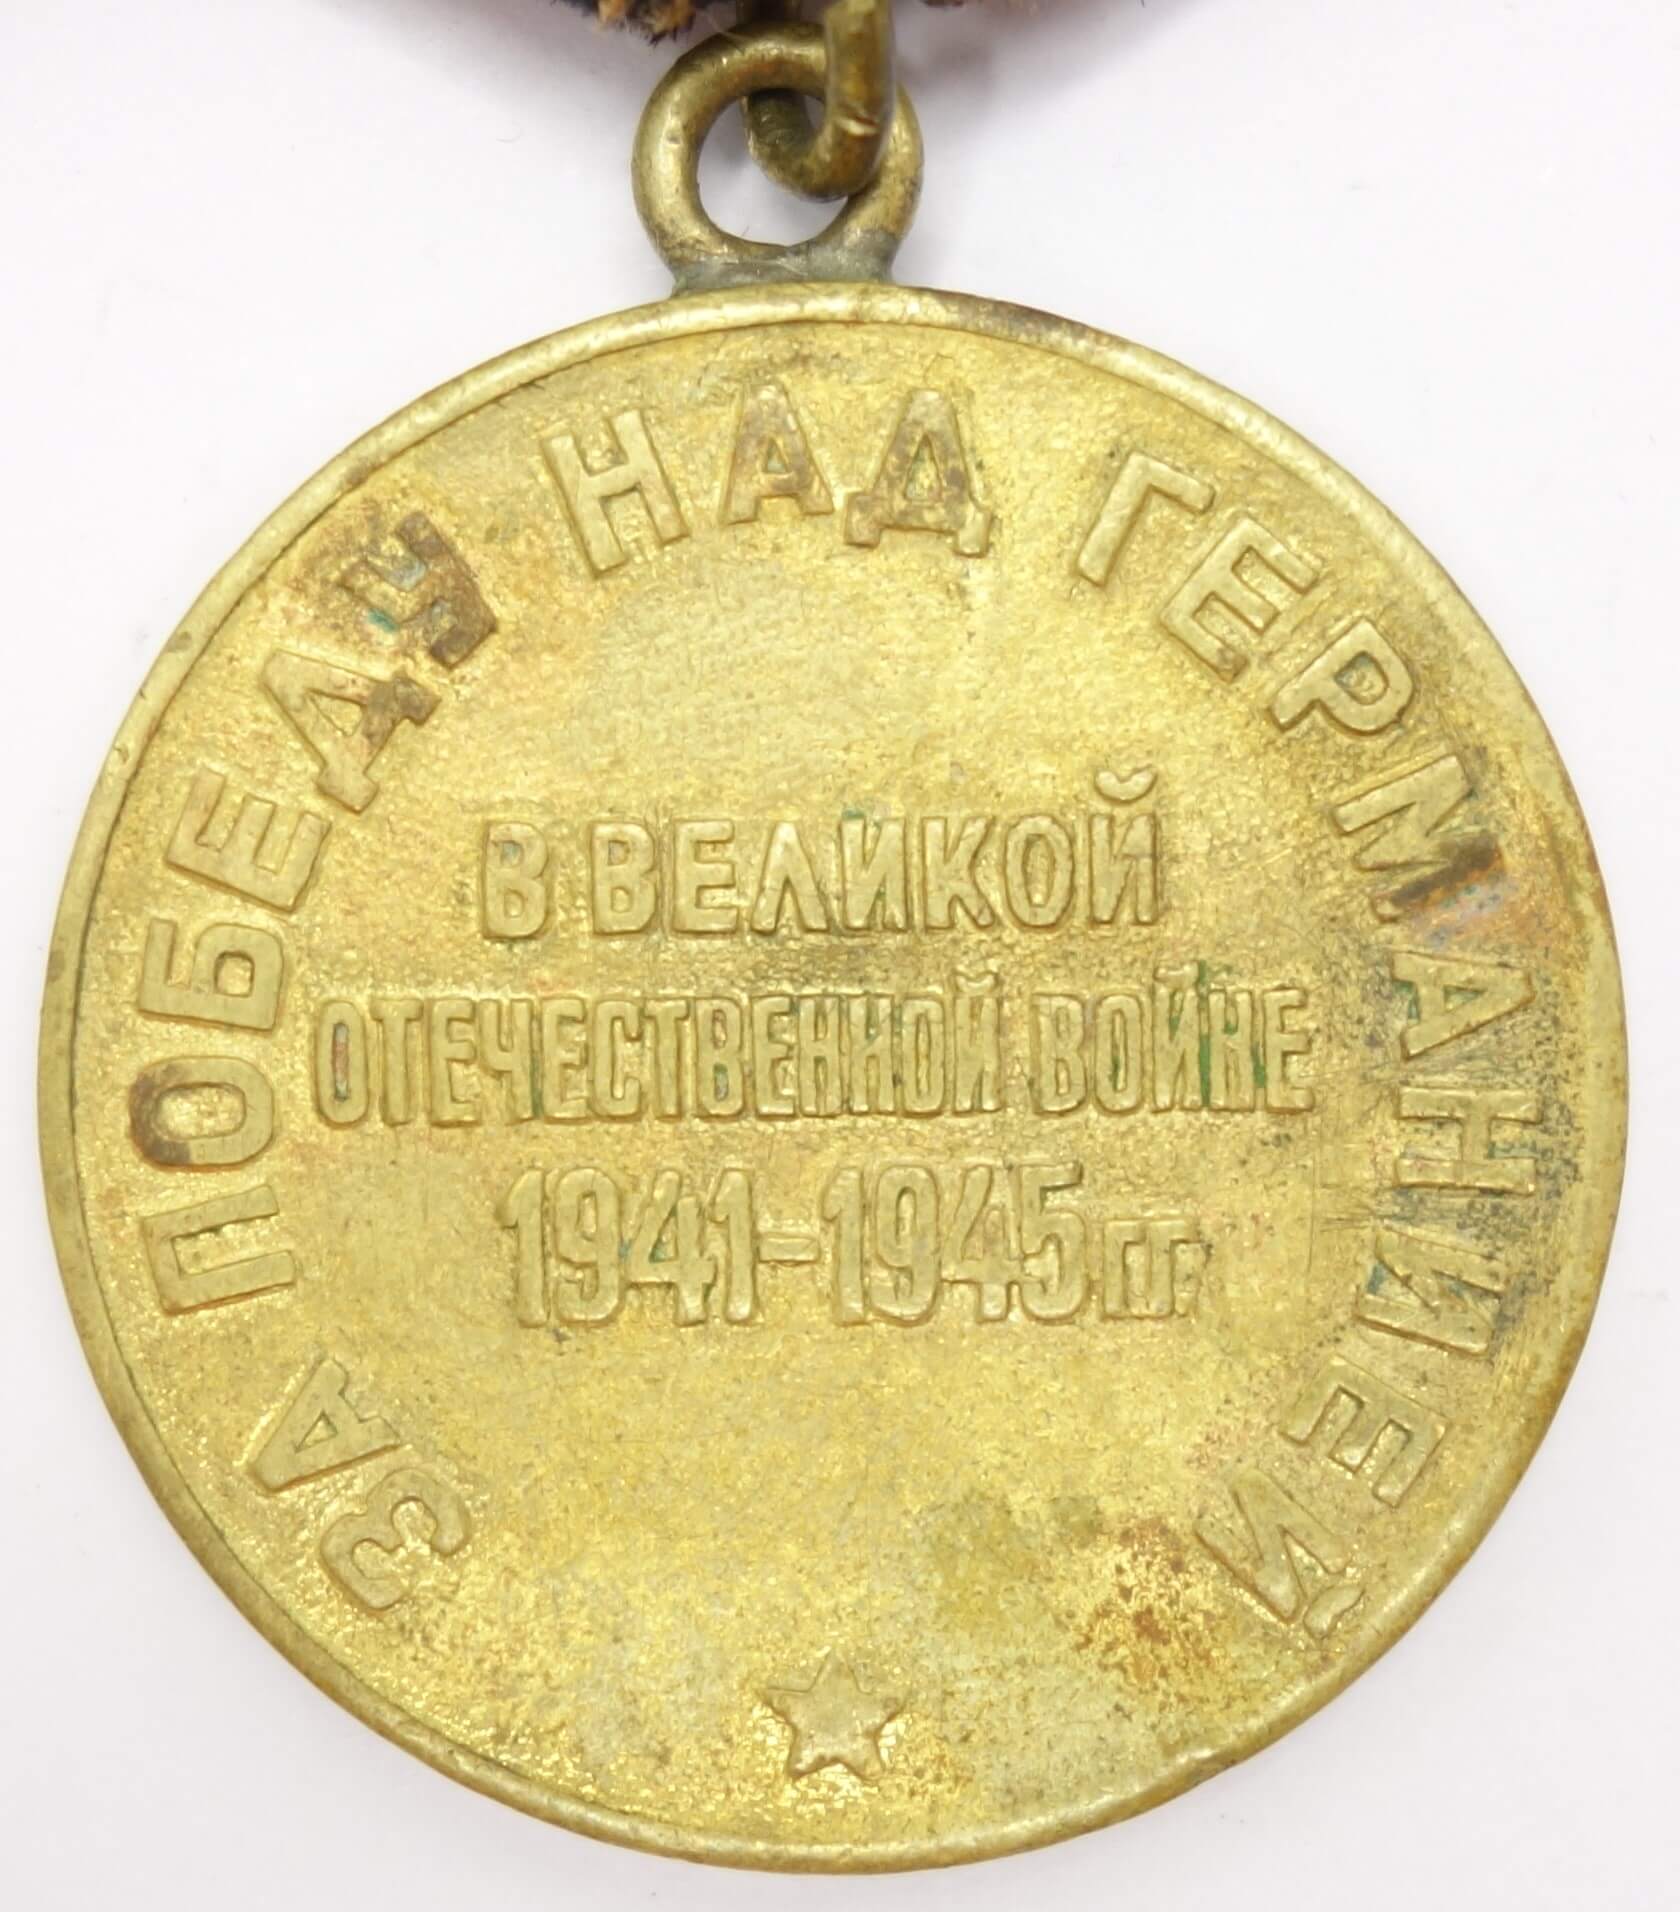 ЗА ПОБЕДУ НАД ГЕРМАНИЕЙ
В ВЕЛИКОЙ
ОТЕЧЕСТВЕННОЙ ВОЙНЕ
1941-1945 гг.